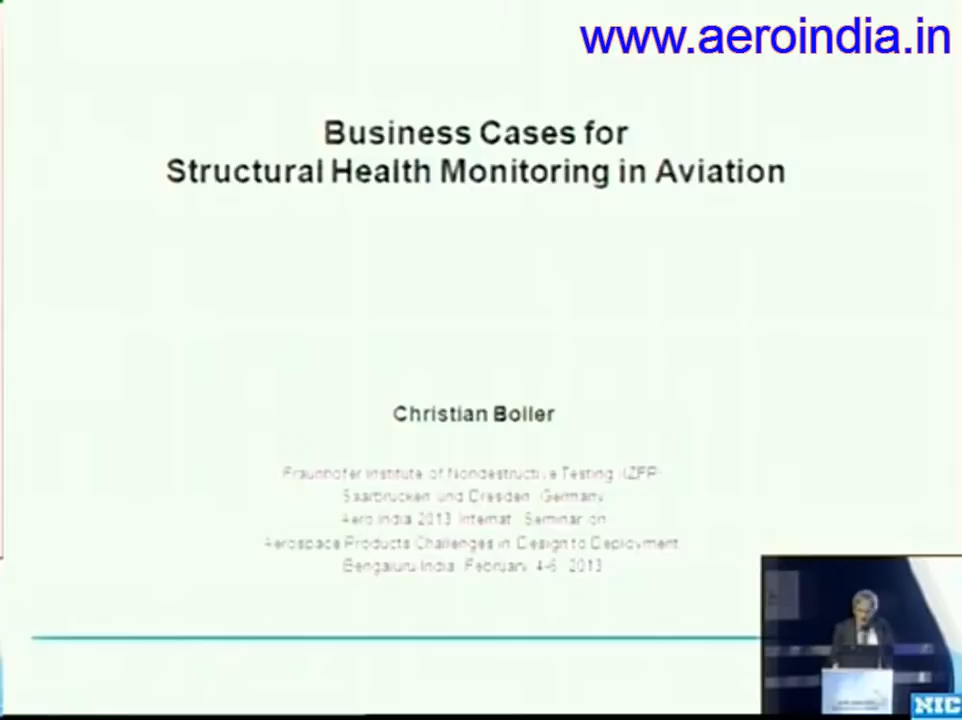 www.aeroindia.in
Business Cases for
Structural Health Monitoring in Aviation
Christian Boller
Fraunhofer Institute of Nondestructive Testing IZFP
Saarbrücken und Dresden Germany
Aero India 2013 Internat. Seminar on
Aerospace Products Challenges in Design to Deployment
Bengaluru India February 4-6 2013
NIC